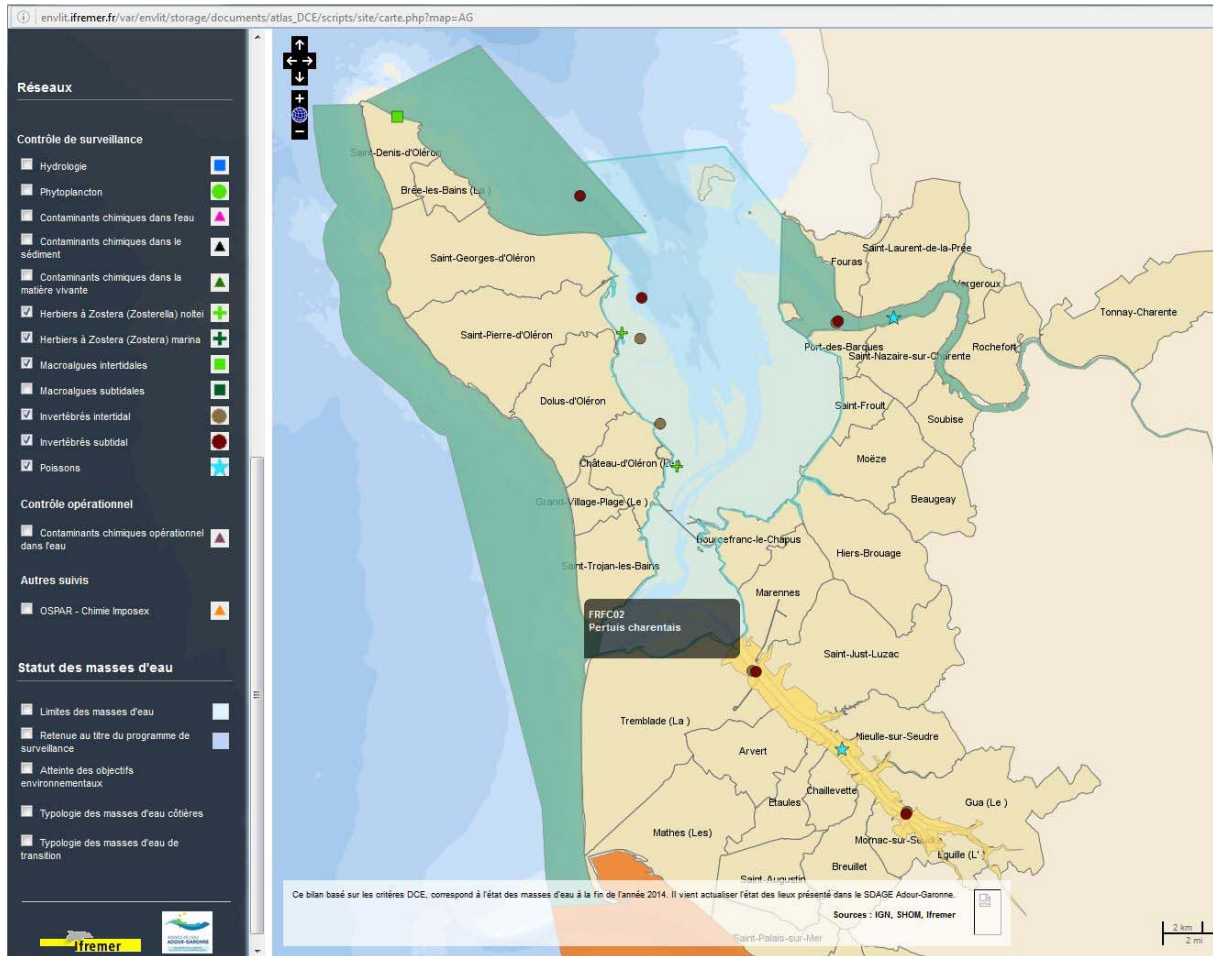 envlit.ifremer.fr/var/envlit/storage/documents/atlas_DCE/scripts/site/carte.php?map=AG
Réseaux
Contrôle de surveillance
Hydrologie
Phytoplancton
Contaminants chimiques dans l'eau
Contaminants chimiques dans le
sédiment
Contaminants chimiques dans la
matière vivante
Herbiers à Zostera (Zosterella) noltei
Herbiers à Zostera (Zostera) marina
Macroalgues intertidales
Macroalgues subtidales
Invertébrés intertidal
Invertébrés subtidal
Poissons
Contrôle opérationnel
Contaminants chimiques opérationnel
dans l'eau
Autres suivis
OSPAR - Chimie Imposex
Statut des masses d'eau
Limites des masses d'eau
Retenue au titre du programme de
surveillance
Atteinte des objectifs
environnementaux
Typologie des masses d'eau côtières
Typologie des masses d'eau de
transition
Ifremer
AGENCE DE L'EAU
ADOUR-GARONNE
Saint-Denis-d'Oléron
Brée-les-Bains (La )
Saint-Georges-d'Oléron
Saint-Laurent-de-la-Prée
Fouras
Vergeroux
Tonnay-Charente
Saint-Pierre-d'Oléron
Port-des-Barques
Rochefort
Saint-Nazaire-sur-Charente
Dolus-d'Oléron
Saint-Froult
Soubise
Moëze
Château-d'Oléron (Le
Beaugeay
Grand-Village-Plage (Le )
Bourcefranc-le-Chapus
Hiers-Brouage
Saint-Trojan-les-Bains
Marennes
FRFC02
Pertuis charentais
Saint-Just-Luzac
Tremblade (La )
Nieulle-sur-Seudre
Arvert
Chaillevette
Etaules
Gua (Le )
Mathes (Les)
Mornac-sur-Seudre
Eguille (L' )
Breuillet
Saint-Augustin
Ce bilan basé sur les critères DCE, correspond à l'état des masses d'eau à la fin de l'année 2014. Il vient actualiser l'état des lieux présenté dans le SDAGE Adour-Garonne.
Sources : IGN, SHOM, Ifremer
Saint-Palais-sur-Mer
2 km
2 mi